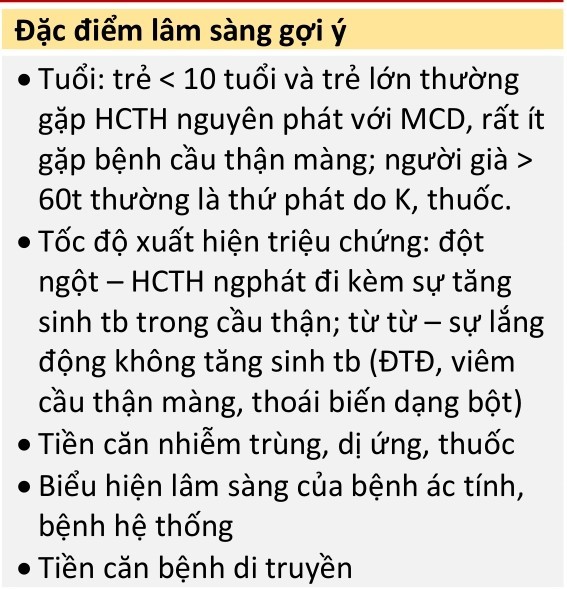 Đặc điểm lâm sàng gợi ý
• Tuổi: trẻ < 10 tuổi và trẻ lớn thường
gặp HCTH nguyên phát với MCD, rất ít
gặp bệnh cầu thận màng; người già >
60t thường là thứ phát do K, thuốc.
• Tốc độ xuất hiện triệu chứng: đột
ngột – HCTH ngphát đi kèm sự tăng
sinh tb trong cầu thận; từ từ – sự lắng
động không tăng sinh tb (ĐTĐ, viêm
cầu thận màng, thoái biến dạng bột)
• Tiền căn nhiễm trùng, dị ứng, thuốc
• Biểu hiện lâm sàng của bệnh ác tính,
bệnh hệ thống
• Tiền căn bệnh di truyền